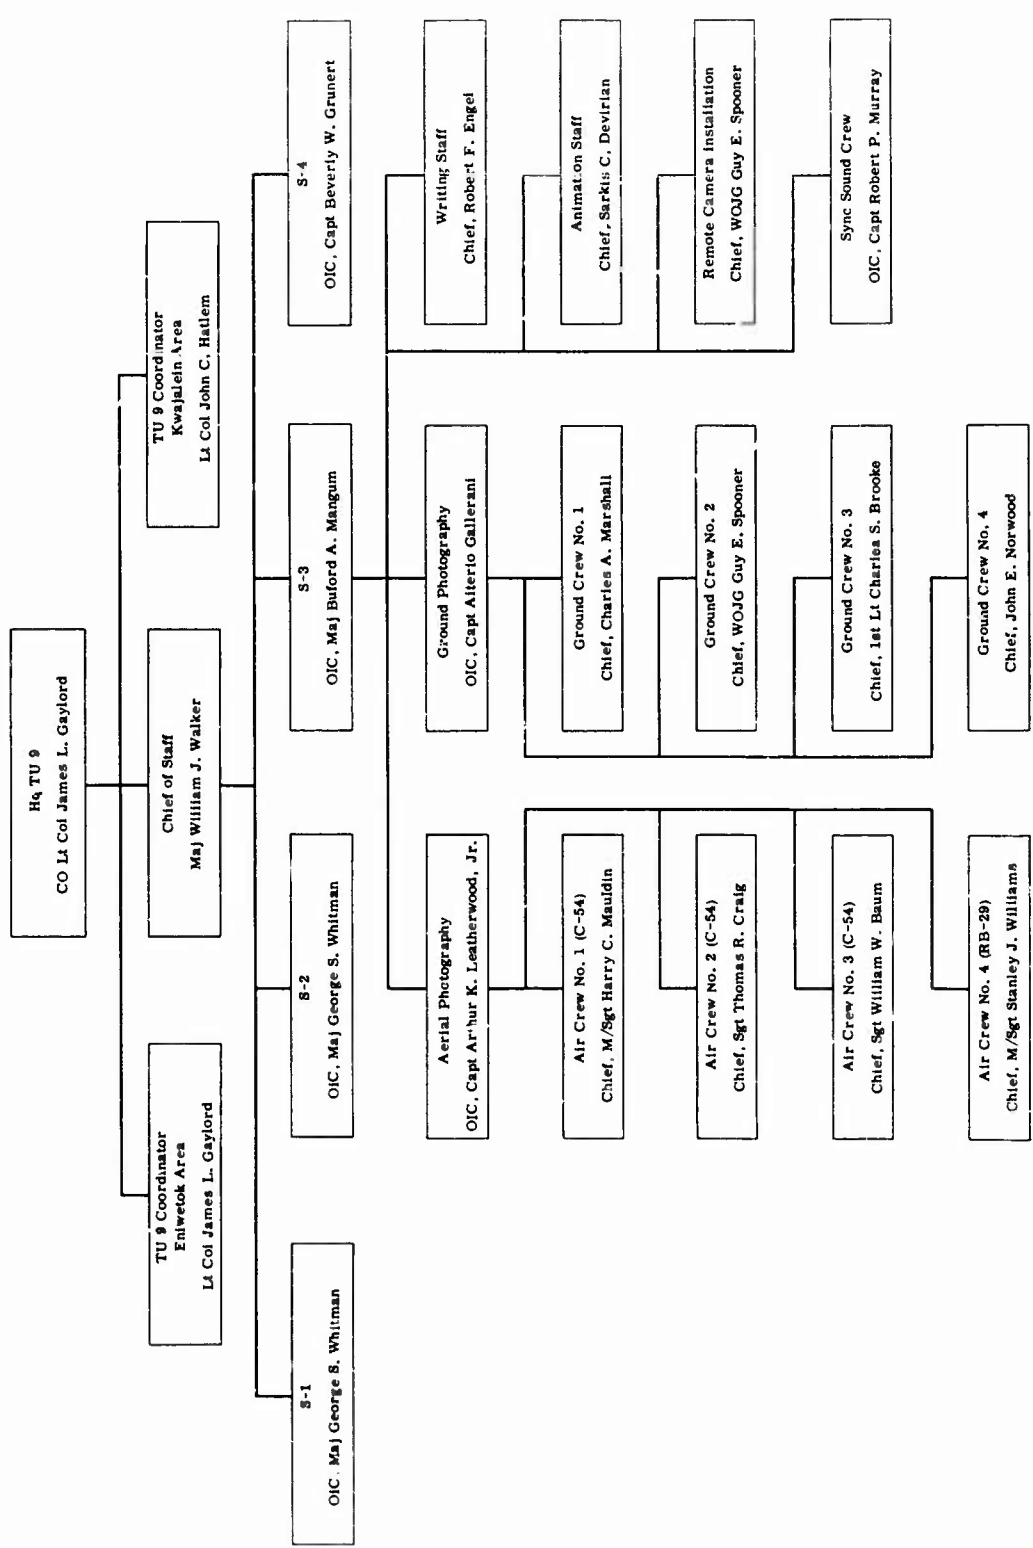 Hq TU 9
CO Lt Col James L. Gaylord
TU 9 Coordinator
Eniwetok Area
Lt Col James L. Gaylord
Chief of Staff
Maj William J. Walker
TU 9 Coordinator
Kwajalein Area
Lt Col John C. Hatlem
S-1
OIC, Maj George S. Whitman
S-2
OIC, Maj George S. Whitman
S-3
OIC, Maj Buford A. Mangum
S-4
OIC, Capt Beverly W. Grunert
Aerial Photography
OIC, Capt Arthur K. Leatherwood, Jr.
Ground Photography
OIC, Capt Alterio Gallerani
Writing Staff
Chief, Robert F. Engel
Air Crew No. 1 (C-54)
Chief, M/Sgt Harry C. Mauldin
Ground Crew No. 1
Chief, Charles A. Marshall
Animation Staff
Chief, Sarkis C. Devirian
Air Crew No. 2 (C-54)
Chief, Sgt Thomas R. Craig
Ground Crew No. 2
Chief, WOJG Guy E. Spooner
Remote Camera Installation
Chief, WOJG Guy E. Spooner
Air Crew No. 3 (C-54)
Chief, Sgt William W. Baum
Ground Crew No. 3
Chief, 1st Lt Charles S. Brooke
Sync Sound Crew
OIC, Capt Robert P. Murray
Air Crew No. 4 (RB-29)
Chief, M/Sgt Stanley J. Williams
Ground Crew No. 4
Chief, John E. Norwood